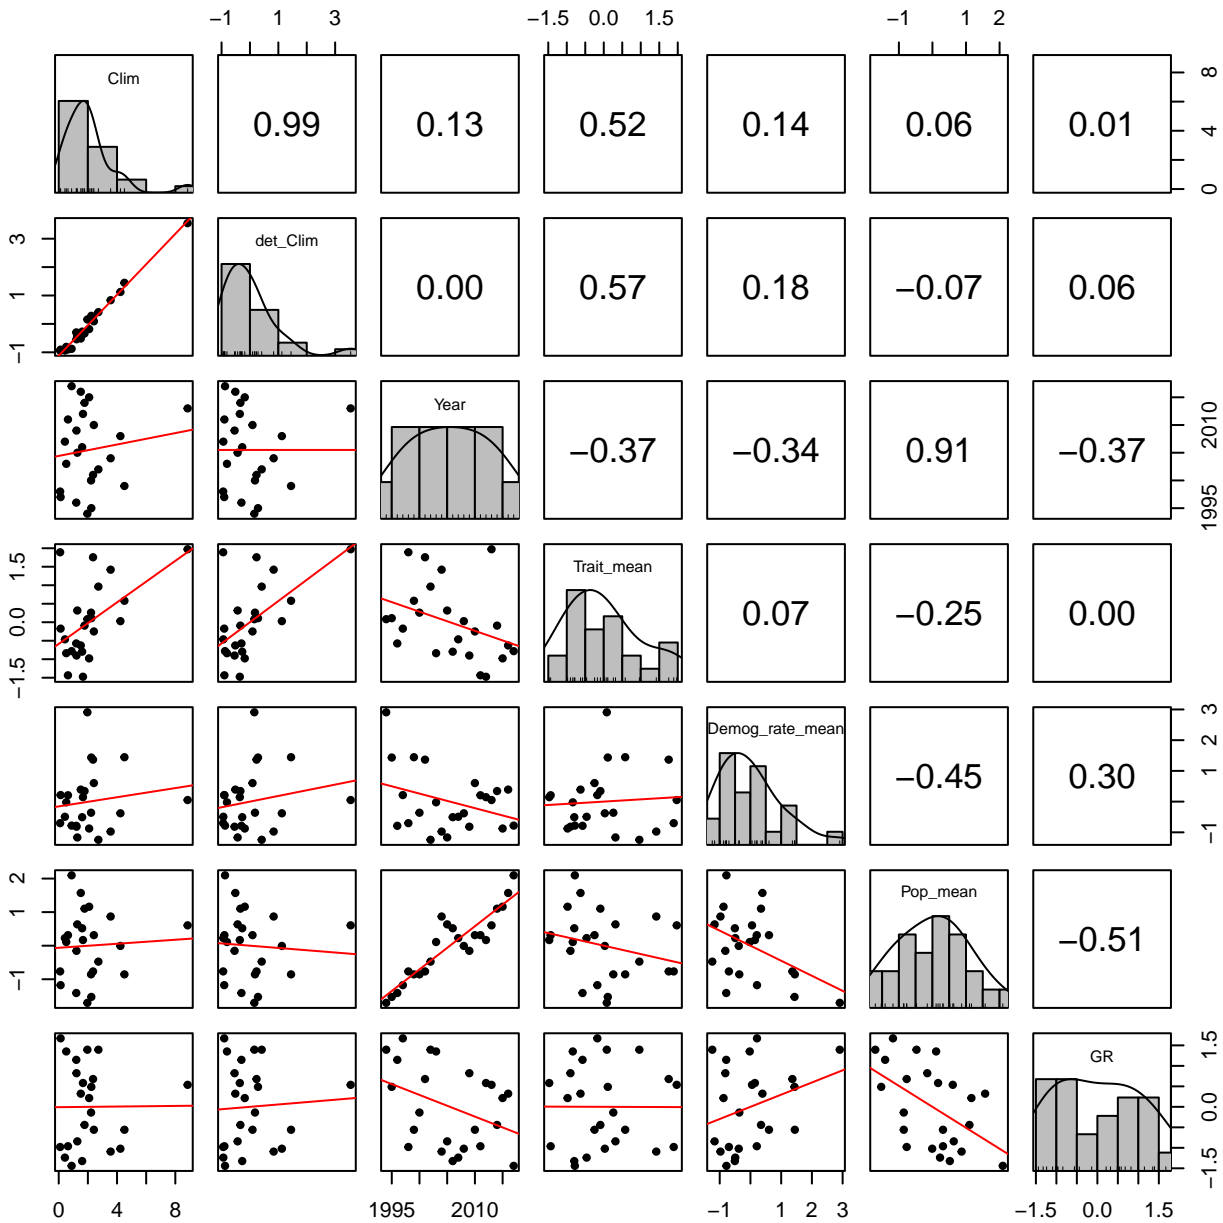 −1 1 3 −1.5 0.0 1.5 −1 1 2
Clim 0.99 0.13 0.52 0.14 0.06 0.01 0 4 8
−1 1 3 det_Clim 0.00 0.57 0.18 −0.07 0.06
Year −0.37 −0.34 0.91 −0.37 1995 2010
−1.5 0.0 1.5 Trait_mean 0.07 −0.25 0.00
Demog_rate_mean −0.45 0.30 −1 1 2 3
−1 1 2 Pop_mean −0.51
GR −1.5 0.0 1.5
0 4 8 1995 2010 −1 1 2 3 −1.5 0.0 1.5